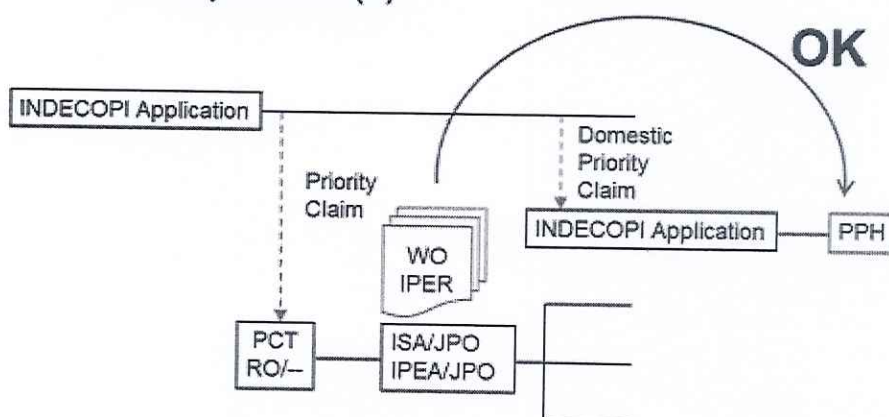 OK
INDECOPI Application
Domestic
Priority
Claim
Priority
Claim
INDECOPI Application
PPH
WO
IPER
PCT
RO/--
ISA/JPO
IPEA/JPO